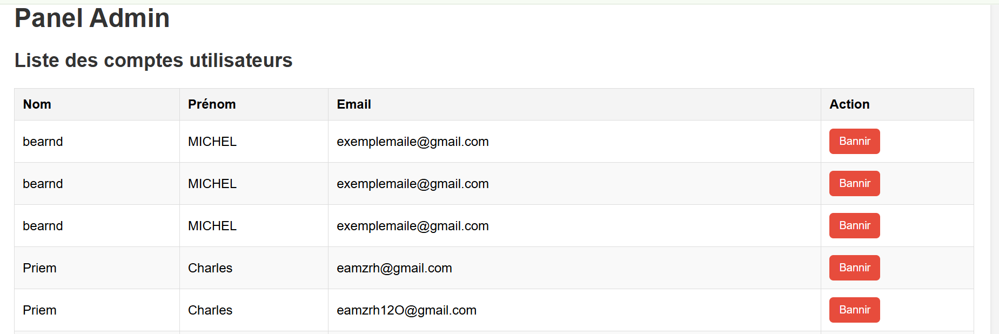 Panel Admin
Liste des comptes utilisateurs
Nom Prénom Email Action
bearnd MICHEL exemplemaile@gmail.com Bannir
bearnd MICHEL exemplemaile@gmail.com Bannir
bearnd MICHEL exemplemaile@gmail.com Bannir
Priem Charles eamzrh@gmail.com Bannir
Priem Charles eamzrh12O@gmail.com Bannir